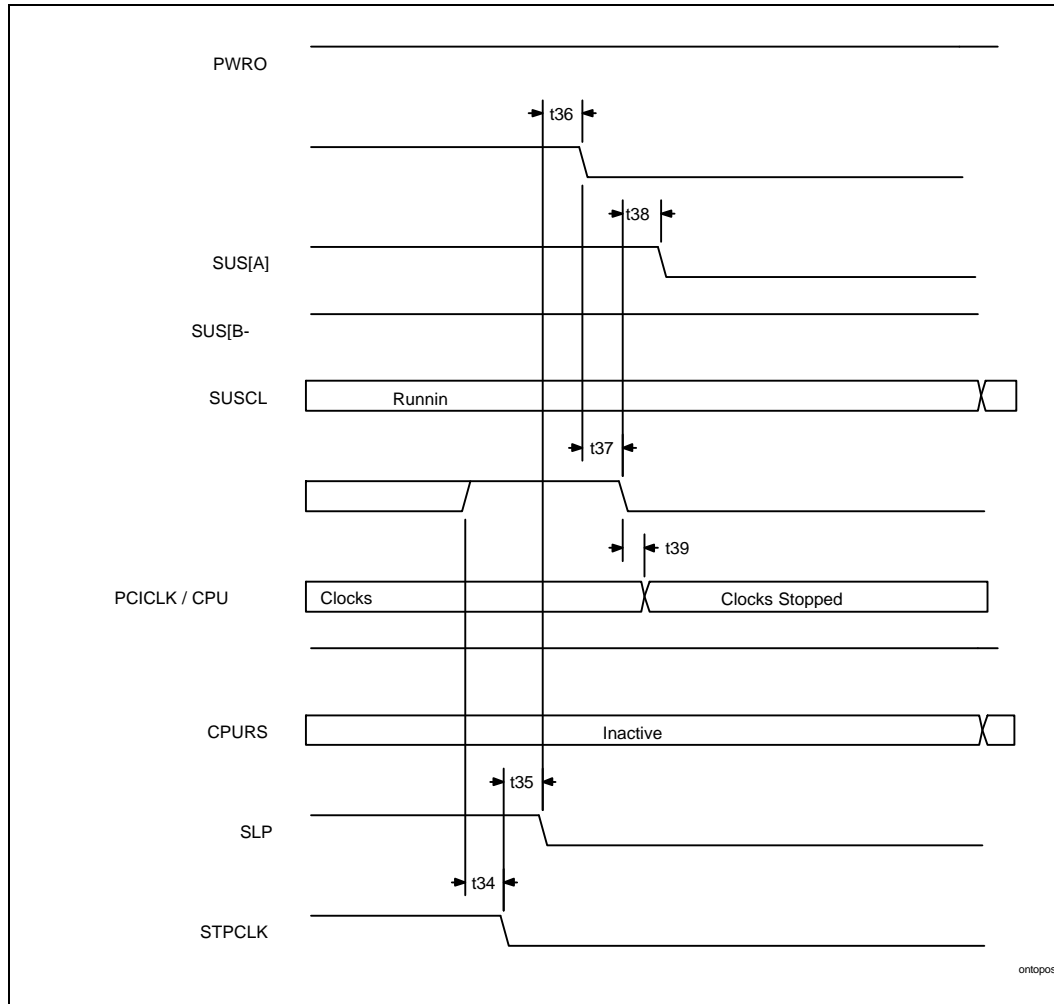 PWRO
t36
t38
SUS[A]
SUS[B-
SUSCL
Runnin
t37
t39
PCICLK / CPU
Clocks
Clocks Stopped
CPURS
Inactive
t35
SLP
t34
STPCLK
ontopos